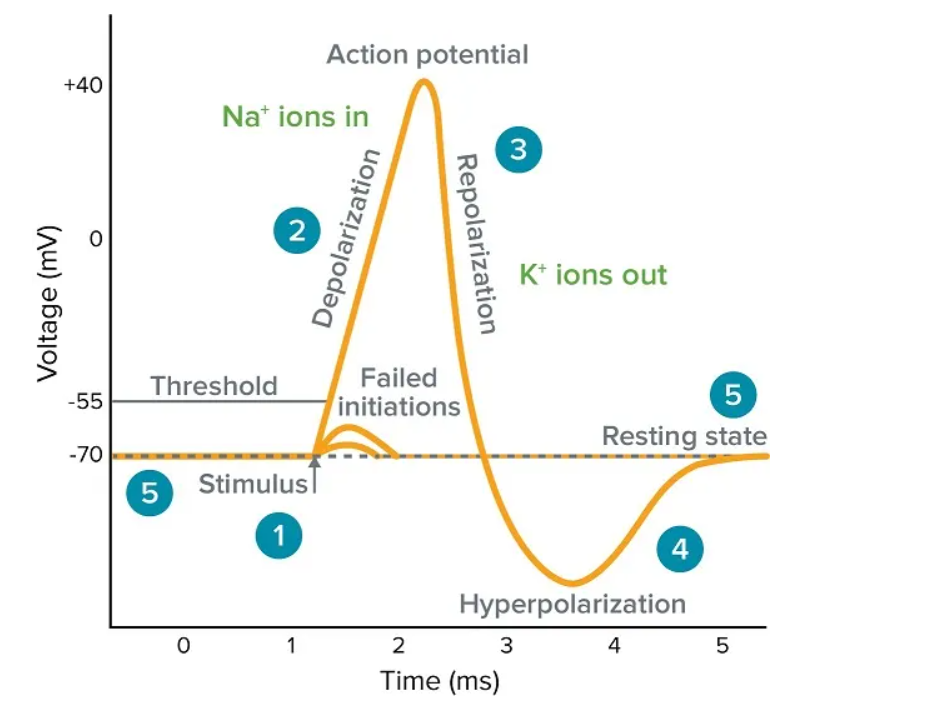 Action potential
+40
Na⁺ ions in
3
Depolarization
Repolarization
2
0
K⁺ ions out
Voltage (mV)
Threshold
Failed
initiations
-55
5
Resting state
-70
Stimulus
5
1
4
Hyperpolarization
0 1 2 3 4 5
Time (ms)